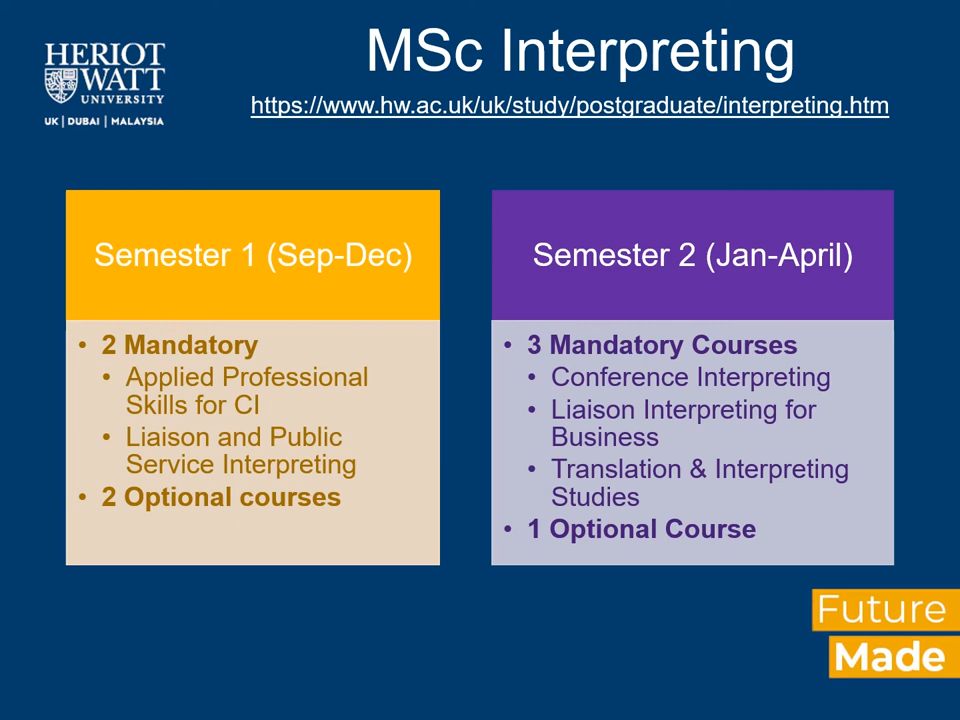 HERIOT
WATT
UNIVERSITY
UK | DUBAI | MALAYSIA
MSc Interpreting
https://www.hw.ac.uk/uk/study/postgraduate/interpreting.htm
Semester 1 (Sep-Dec)
• 2 Mandatory
• Applied Professional
Skills for CI
• Liaison and Public
Service Interpreting
• 2 Optional courses
Semester 2 (Jan-April)
• 3 Mandatory Courses
• Conference Interpreting
• Liaison Interpreting for
Business
• Translation & Interpreting
Studies
• 1 Optional Course
Future
Made